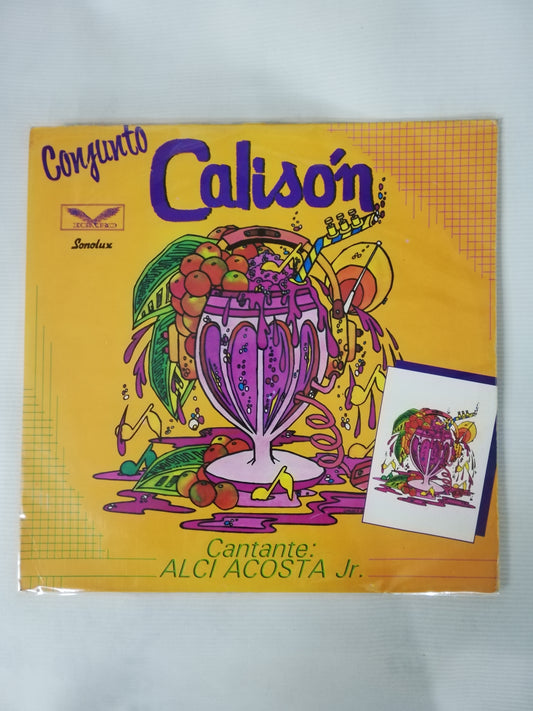 Conjunto
Calisón
Sonolux
Cantante:
ALCI ACOSTA Jr.